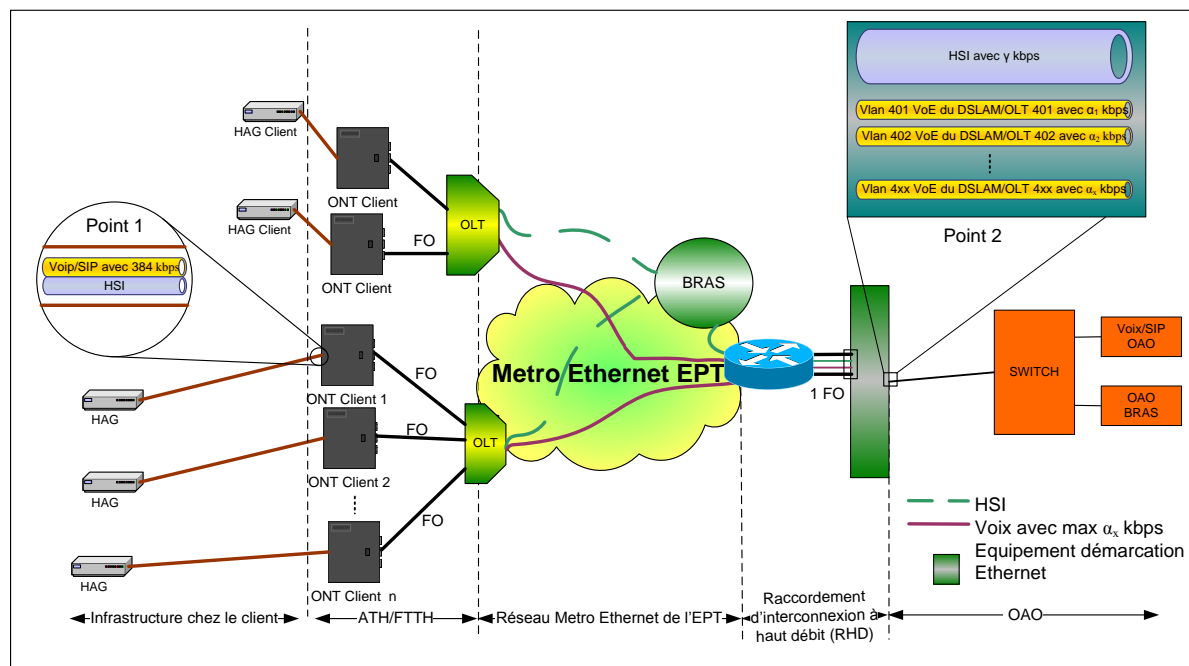 HAG Client
ONT Client
HAG Client
FO
ONT Client
OLT
Point 1
Voip/SIP avec 384 kbps
HSI
HAG
ONT Client 1
FO
HAG
ONT Client 2
FO
HAG
ONT Client n
FO
OLT
BRAS
Metro Ethernet EPT
1 FO
HSI avec γ kbps
Vlan 401 VoE du DSLAM/OLT 401 avec α₁ kbps
Vlan 402 VoE du DSLAM/OLT 402 avec α₂ kbps
Vlan 4xx VoE du DSLAM/OLT 4xx avec αₓ kbps
Point 2
SWITCH
Voix/SIP
OAO
OAO
BRAS
HSI
Voix avec max αₓ kbps
Equipement démarcation
Ethernet
Infrastructure chez le client
ATH/FTTH
Réseau Metro Ethernet de l'EPT
Raccordement
d'interconnexion à
haut débit (RHD)
OAO